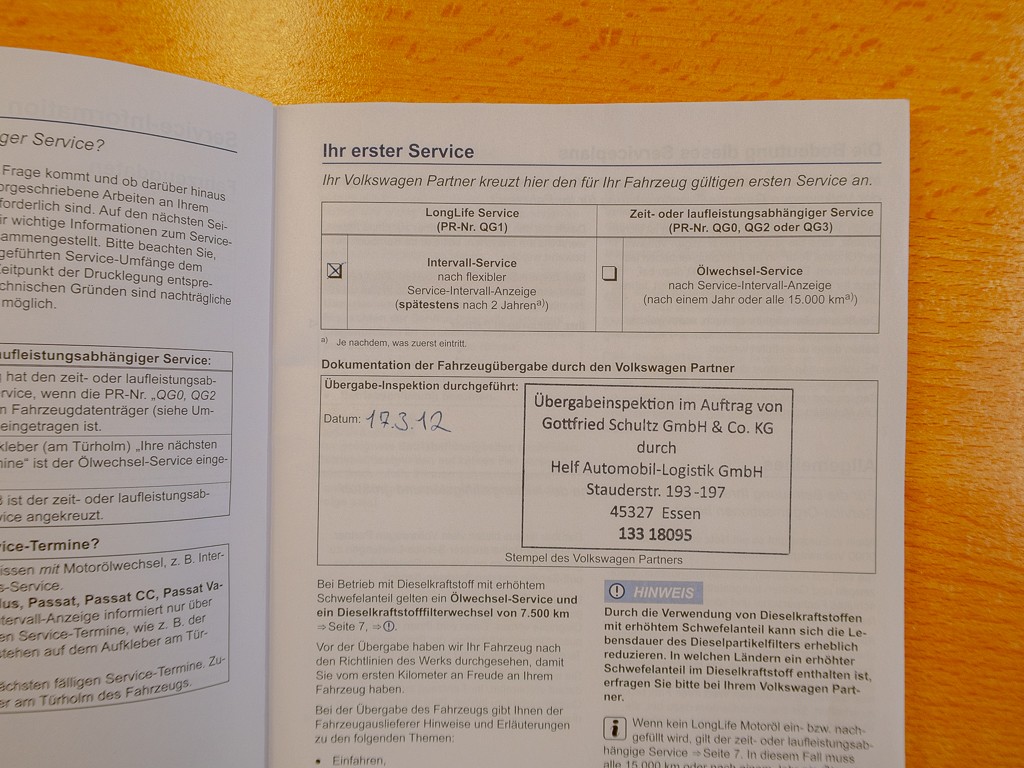 ger Service?
Frage kommt und ob darüber hinaus
orgeschriebene Arbeiten an Ihrem
forderlich sind. Auf den nächsten Sei-
ir wichtige Informationen zum Service-
ammengestellt. Bitte beachten Sie,
geführten Service-Umfänge dem
Zeitpunkt der Drucklegung entspre-
chnischen Gründen sind nachträgliche
möglich.
aufleistungsabhängiger Service:
hat den zeit- oder laufleistungsab-
rvice, wenn die PR-Nr. „QG0, QG2
m Fahrzeugdatenträger (siehe Um-
eingetragen ist.
kleber (am Türholm) „Ihre nächsten
mine“ ist der Ölwechsel-Service einge-
ß ist der zeit- oder laufleistungsab-
vice angekreuzt.
vice-Termine?
issen mit Motorölwechsel, z. B. Inter-
s-Service.
lus, Passat, Passat CC, Passat Va-
ntervall-Anzeige informiert nur über
en Service-Termine, wie z. B. der
stehen auf dem Aufkleber am Tür-
ächsten fälligen Service-Termine. Zu-
er am Türholm des Fahrzeugs.
Ihr erster Service
Ihr Volkswagen Partner kreuzt hier den für Ihr Fahrzeug gültigen ersten Service an.
LongLife Service
(PR-Nr. QG1)
Zeit- oder laufleistungsabhängiger Service
(PR-Nr. QG0, QG2 oder QG3)
Intervall-Service
nach flexibler
Service-Intervall-Anzeige
(spätestens nach 2 Jahren a))
Ölwechsel-Service
nach Service-Intervall-Anzeige
(nach einem Jahr oder alle 15.000 km a))
a) Je nachdem, was zuerst eintritt.
Dokumentation der Fahrzeugübergabe durch den Volkswagen Partner
Übergabe-Inspektion durchgeführt:
Datum: 17.3.12
Übergabeinspektion im Auftrag von
Gottfried Schultz GmbH & Co. KG
durch
Helf Automobil-Logistik GmbH
Stauderstr. 193-197
45327 Essen
133 18095
Stempel des Volkswagen Partners
Bei Betrieb mit Dieselkraftstoff mit erhöhtem
Schwefelanteil gelten ein Ölwechsel-Service und
ein Dieselkraftstofffilterwechsel von 7.500 km
⇒ Seite 7, ⇒ ①.
Vor der Übergabe haben wir Ihr Fahrzeug nach
den Richtlinien des Werks durchgesehen, damit
Sie vom ersten Kilometer an Freude an Ihrem
Fahrzeug haben.
Bei der Übergabe des Fahrzeugs gibt Ihnen der
Fahrzeugauslieferer Hinweise und Erläuterungen
zu den folgenden Themen:
• Einfahren,
HINWEIS
Durch die Verwendung von Dieselkraftstoffen
mit erhöhtem Schwefelanteil kann sich die Le-
bensdauer des Dieselpartikelfilters erheblich
reduzieren. In welchen Ländern ein erhöhter
Schwefelanteil im Dieselkraftstoff enthalten ist,
erfragen Sie bitte bei Ihrem Volkswagen Part-
ner.
Wenn kein LongLife Motoröl ein- bzw. nach-
gefüllt wird, gilt der zeit- oder laufleistungsab-
hängige Service ⇒ Seite 7. In diesem Fall muss
alle 15.000 km oder nach einem Jahr